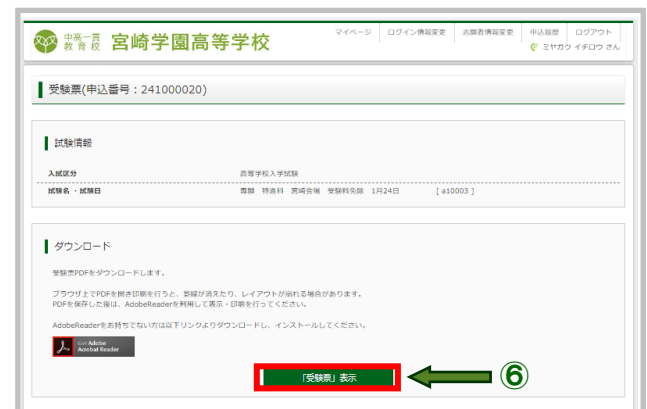 中高一貫
教育校
宮崎学園高等学校
マイページ ログイン情報変更 志願者情報変更 申込履歴 ログアウト
ミヤガク イチロウ さん
受験票(申込番号：241000020)
試験情報
入試区分 高等学校入学試験
試験名・試験日 専願 特進科 宮崎会場 受験料免除 1月24日 [ a10003 ]
ダウンロード
受験票PDFをダウンロードします。
ブラウザ上でPDFを開き印刷を行うと、罫線が消えたり、レイアウトが崩れる場合があります。
PDFを保存した後は、AdobeReaderを利用して表示・印刷を行ってください。
AdobeReaderをお持ちでない方は以下リンクよりダウンロードし、インストールしてください。
Get Adobe
Acrobat Reader
「受験票」表示
⑥